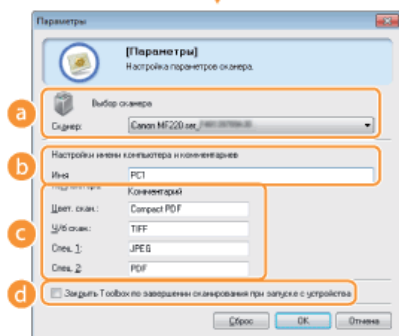 Параметры
[Параметры]
Настройка параметров сканера.
a
Выбор сканера
Сканер:
Canon MF220 ser_
b
Настройки имени компьютера и комментариев
Имя
PC1
Комментарий
c
Цвет. скан.:
Compact PDF
Ч/б скан.:
TIFF
Спец. 1:
JPEG
Спец. 2:
PDF
d
Закрыть Toolbox по завершении сканирования при запуске с устройства
Сброс
OK
Отмена